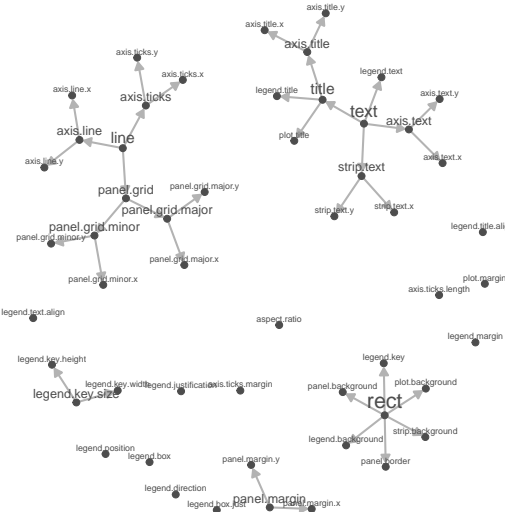 axis.title.y
axis.title.x
axis.title
axis.ticks.y
axis.ticks.x
legend.text
axis.line.x
legend.title
title
axis.text.y
axis.ticks
text
axis.line
line
axis.text
plot.title
axis.line.y
axis.text.x
strip.text
panel.grid
panel.grid.major.y
panel.grid.major
strip.text.y
strip.text.x
panel.grid.minor
panel.grid.minor.y
legend.title.ali
panel.grid.major.x
panel.grid.minor.x
plot.margin
axis.ticks.length
legend.text.align
aspect.ratio
legend.margin
legend.key.height
legend.key
legend.key.width
legend.justification
axis.ticks.margin
panel.background
plot.background
legend.key.size
rect
strip.background
legend.background
legend.position
legend.box
panel.margin.y
panel.border
legend.direction
legend.box.just
panel.margin
panel.margin.x